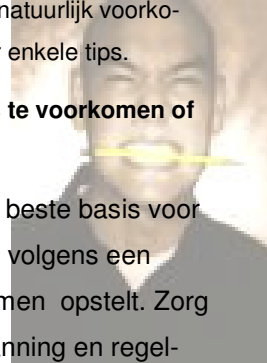 natuurlijk voorko-
enkele tips.
te voorkomen of
beste basis voor
volgens een
men opstelt. Zorg
nning en regel-